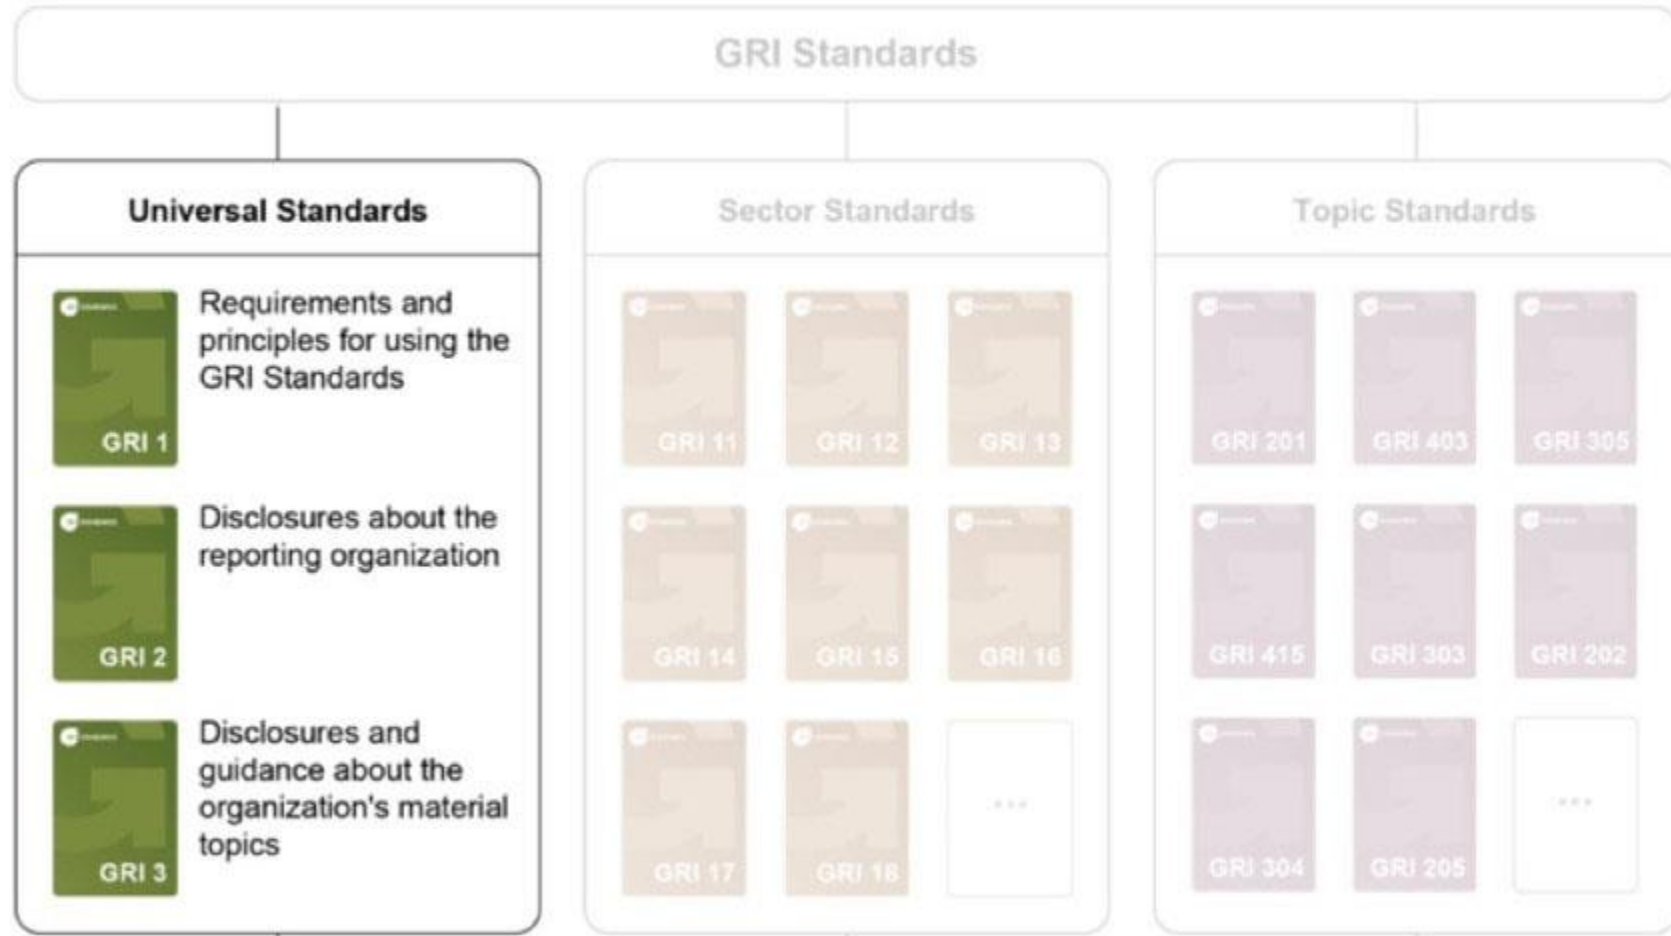 GRI Standards
Universal Standards
Requirements and
principles for using the
GRI Standards
GRI 1
Disclosures about the
reporting organization
GRI 2
Disclosures and
guidance about the
organization's material
topics
GRI 3
Sector Standards
GRI 11
GRI 12
GRI 13
GRI 14
GRI 15
GRI 16
GRI 17
GRI 18
...
Topic Standards
GRI 201
GRI 403
GRI 305
GRI 415
GRI 303
GRI 202
GRI 304
GRI 205
...